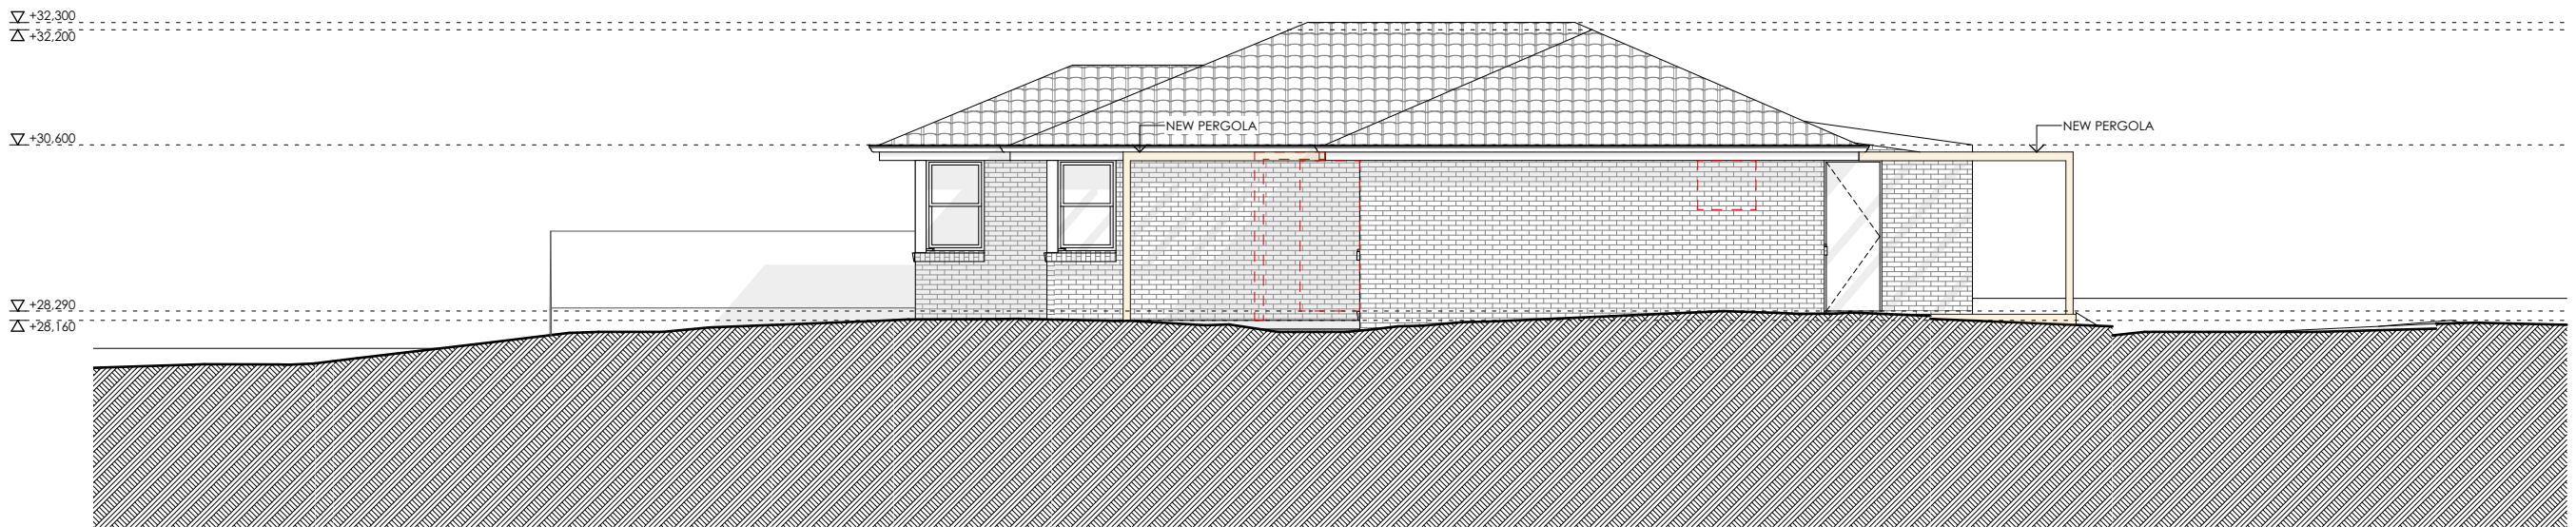 +32,300
+32,200
+30,600
NEW PERGOLA
NEW PERGOLA
+28,290
+28,160